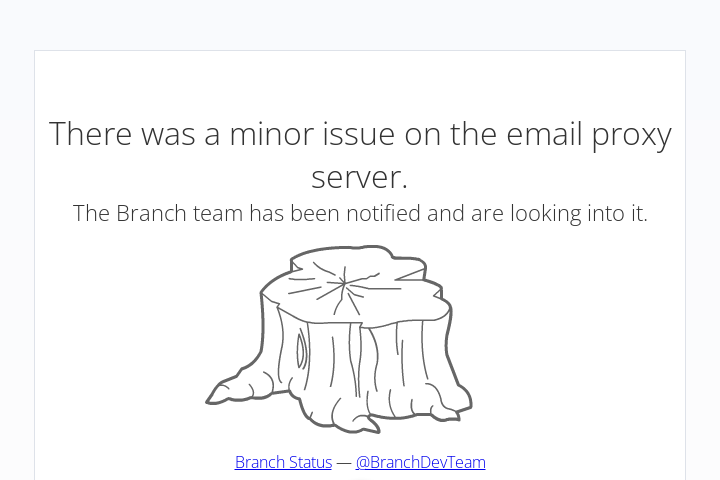 There was a minor issue on the email proxy
server.
The Branch team has been notified and are looking into it.
Branch Status — @BranchDevTeam